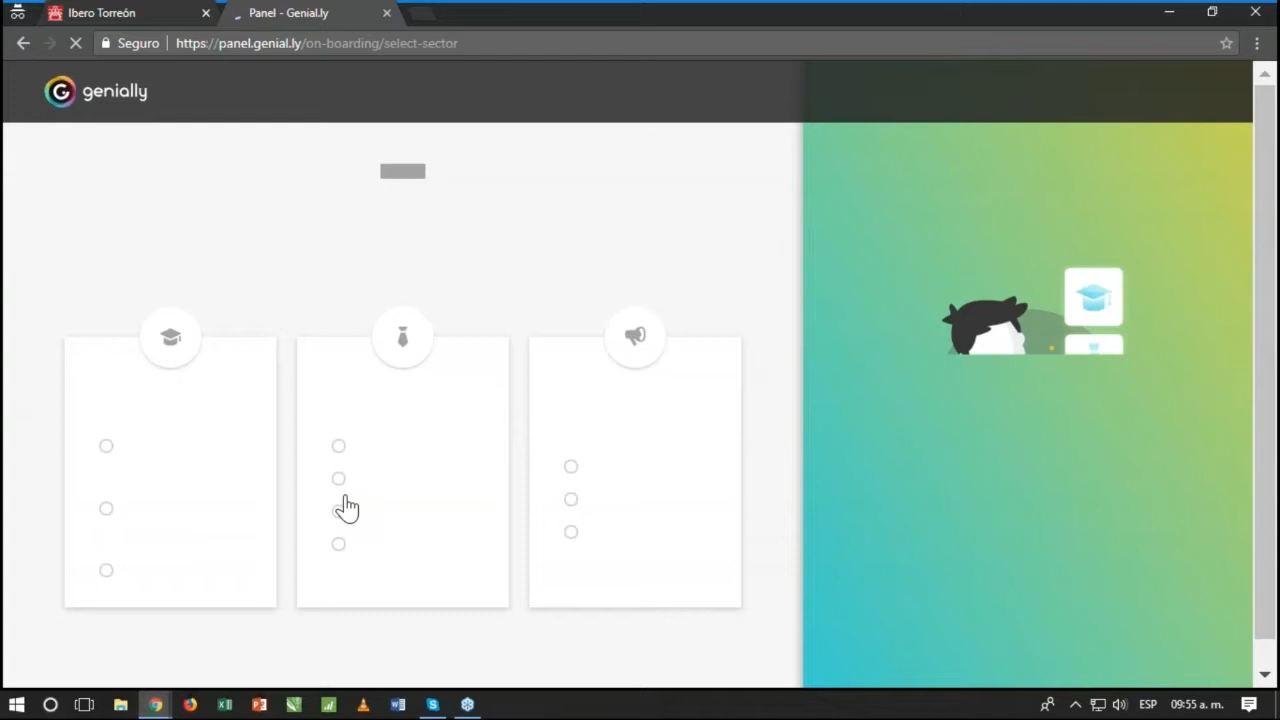 Ibero Torreón
Panel - Genial.ly
Seguro
https://panel.genial.ly/on-boarding/select-sector
G genially
ESP
09:55 a. m.